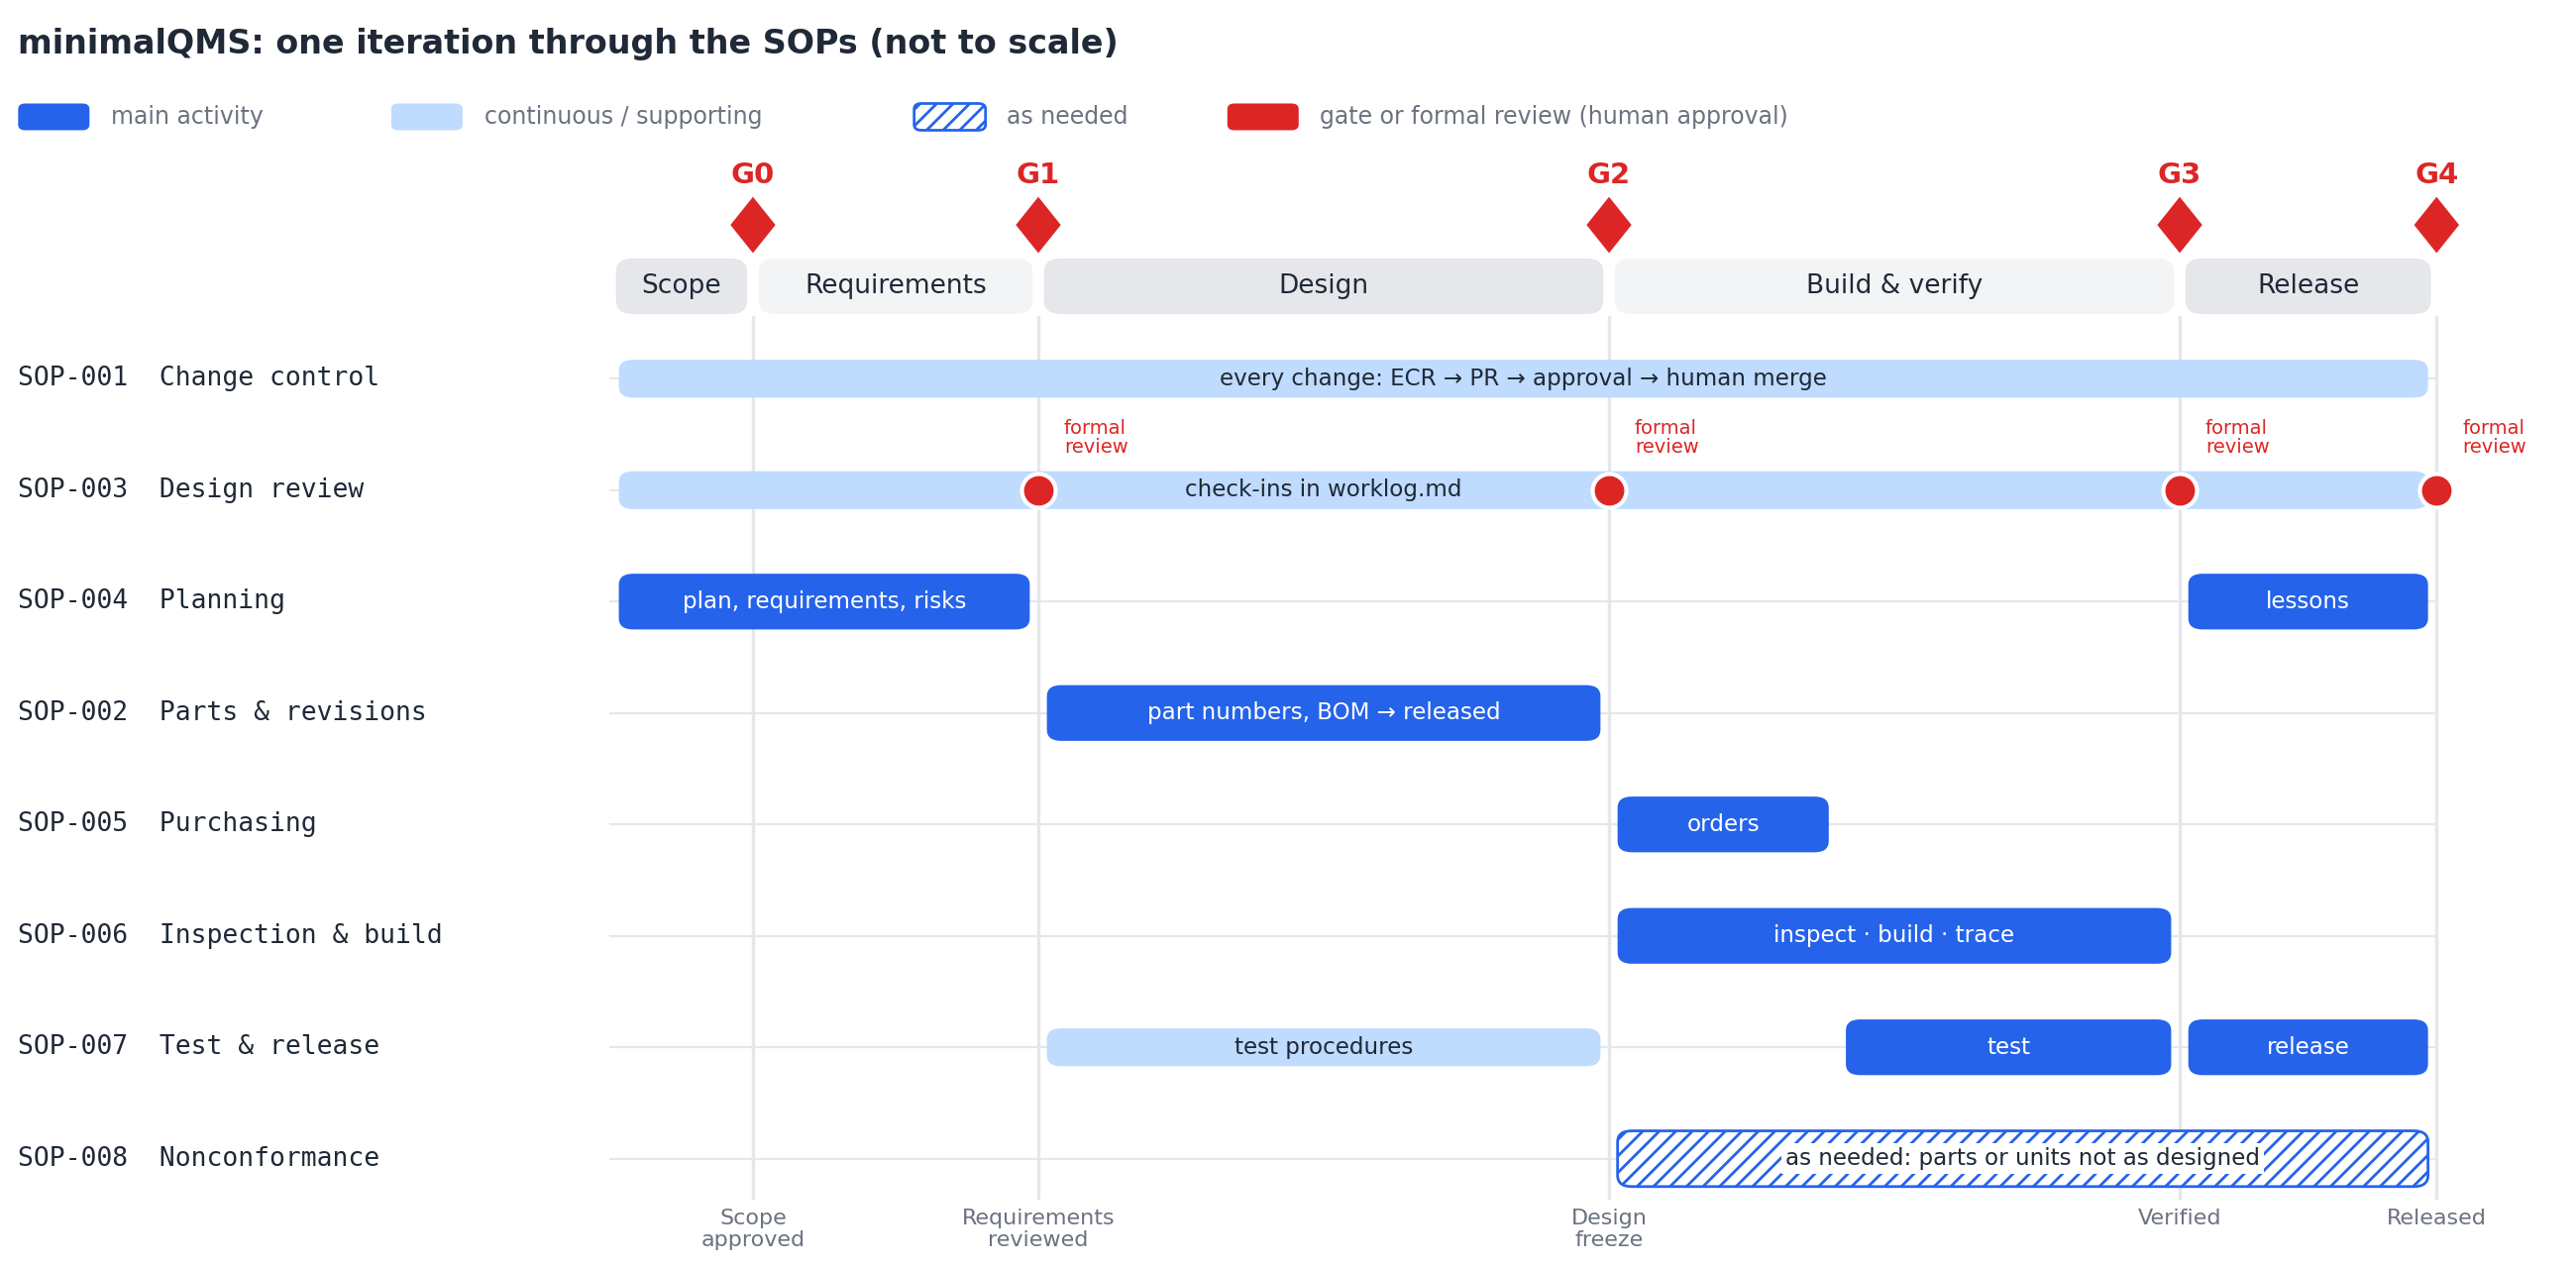 minimalQMS: one iteration through the SOPs (not to scale)
main activity
continuous / supporting
as needed
gate or formal review (human approval)
G0
G1
G2
G3
G4
Scope
Requirements
Design
Build & verify
Release
SOP-001 Change control
every change: ECR → PR → approval → human merge
formal
review
formal
review
formal
review
formal
review
SOP-003 Design review
check-ins in worklog.md
SOP-004 Planning
plan, requirements, risks
lessons
SOP-002 Parts & revisions
part numbers, BOM → released
SOP-005 Purchasing
orders
SOP-006 Inspection & build
inspect · build · trace
SOP-007 Test & release
test procedures
test
release
SOP-008 Nonconformance
as needed: parts or units not as designed
Scope
approved
Requirements
reviewed
Design
freeze
Verified
Released